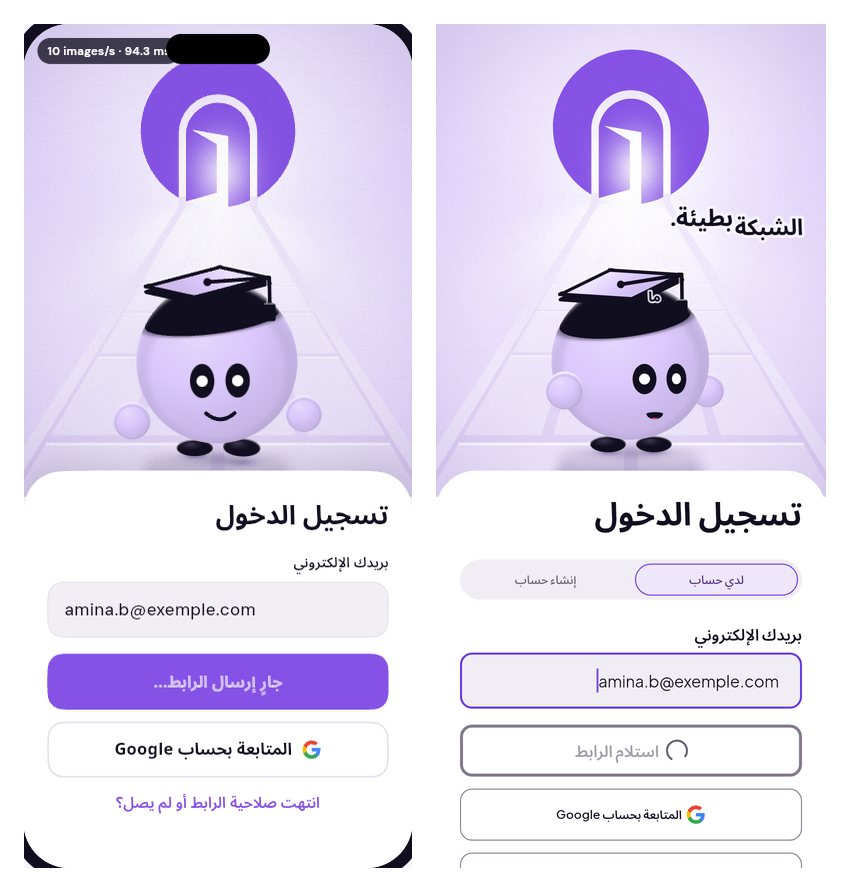 10 images/s · 94.3 ms
تسجيل الدخول
بريدك الإلكتروني
amina.b@exemple.com
جارٍ إرسال الرابط...
المتابعة بحساب Google
انتهت صلاحية الرابط أو لم يصل؟
الشبكة بطيئة.
ما
تسجيل الدخول
لدي حساب
إنشاء حساب
بريدك الإلكتروني
amina.b@exemple.com
استلام الرابط
المتابعة بحساب Google